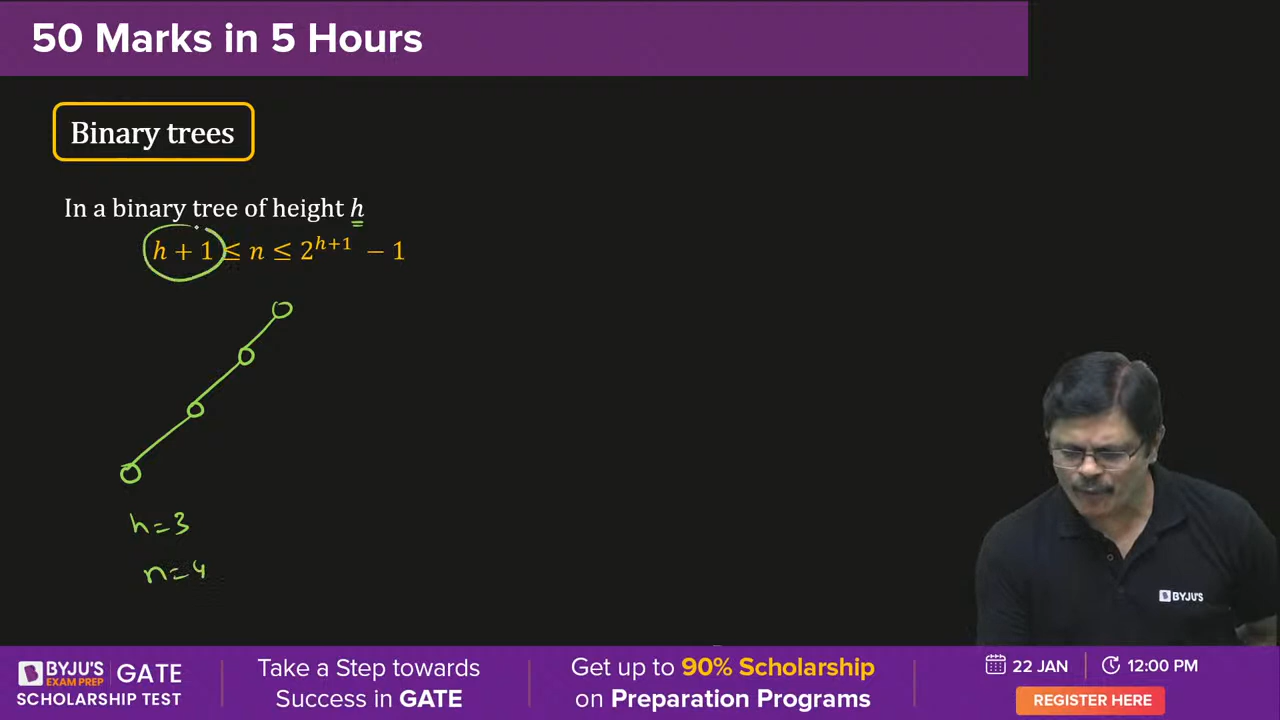 50 Marks in 5 Hours
Binary trees
In a binary tree of height h
h + 1 ≤ n ≤ 2^{h+1} − 1
h=3
n=4
BYJU'S
BYJU'S EXAM PREP | GATE
SCHOLARSHIP TEST
Take a Step towards
Success in GATE
Get up to 90% Scholarship
on Preparation Programs
22 JAN
12:00 PM
REGISTER HERE